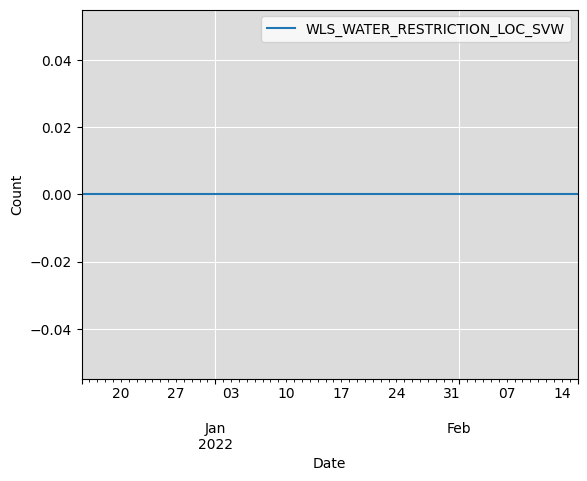 WLS_WATER_RESTRICTION_LOC_SVW
0.04
0.02
0.00
−0.02
−0.04
Count
20 27 03 10 17 24 31 07 14
Jan Feb
2022
Date